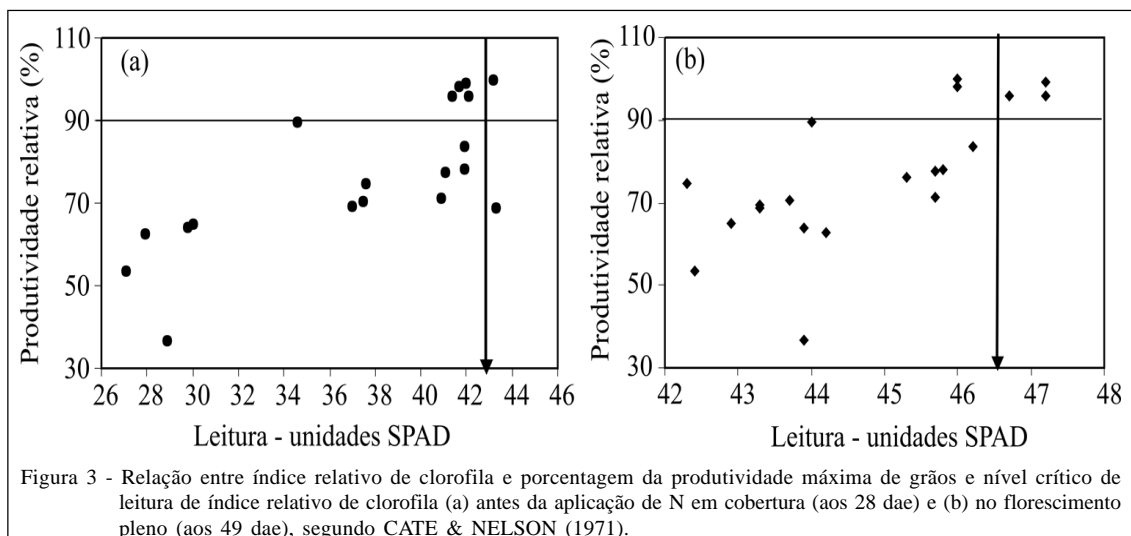 110
90
70
50
30
Produtividade relativa (%)
(a)
26 28 30 34 36 38 40 42 44 46
Leitura - unidades SPAD
110
90
70
50
30
Produtividade relativa (%)
(b)
42 43 44 45 46 47 48
Leitura - unidades SPAD
Figura 3 - Relação entre índice relativo de clorofila e porcentagem da produtividade máxima de grãos e nível crítico de
leitura de índice relativo de clorofila (a) antes da aplicação de N em cobertura (aos 28 dae) e (b) no florescimento
pleno (aos 49 dae), segundo CATE & NELSON (1971).